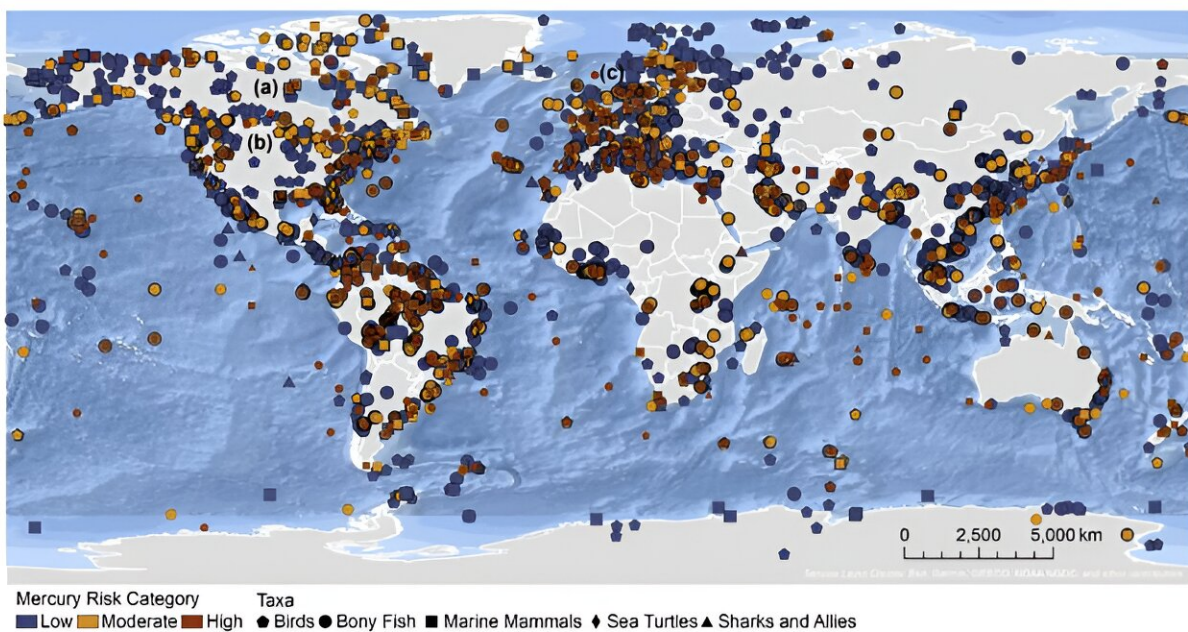 (c)
(a)
(b)
0 2,500 5,000 km
Mercury Risk Category Taxa
Low Moderate High Birds Bony Fish Marine Mammals Sea Turtles Sharks and Allies